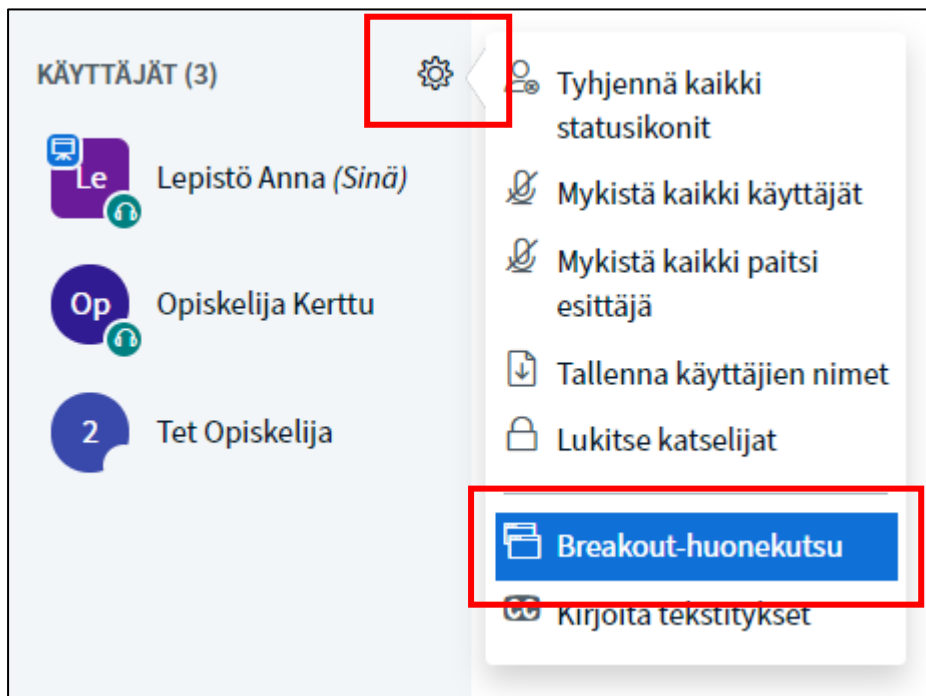 KÄYTTÄJÄT (3)
Le
Lepistö Anna (Sinä)
Op
Opiskelija Kerttu
2
Tet Opiskelija
Tyhjennä kaikki
statusikonit
Mykistä kaikki käyttäjät
Mykistä kaikki paitsi
esittäjä
Tallenna käyttäjien nimet
Lukitse katselijat
Breakout-huonekutsu
CC
Kirjoita tekstitykset